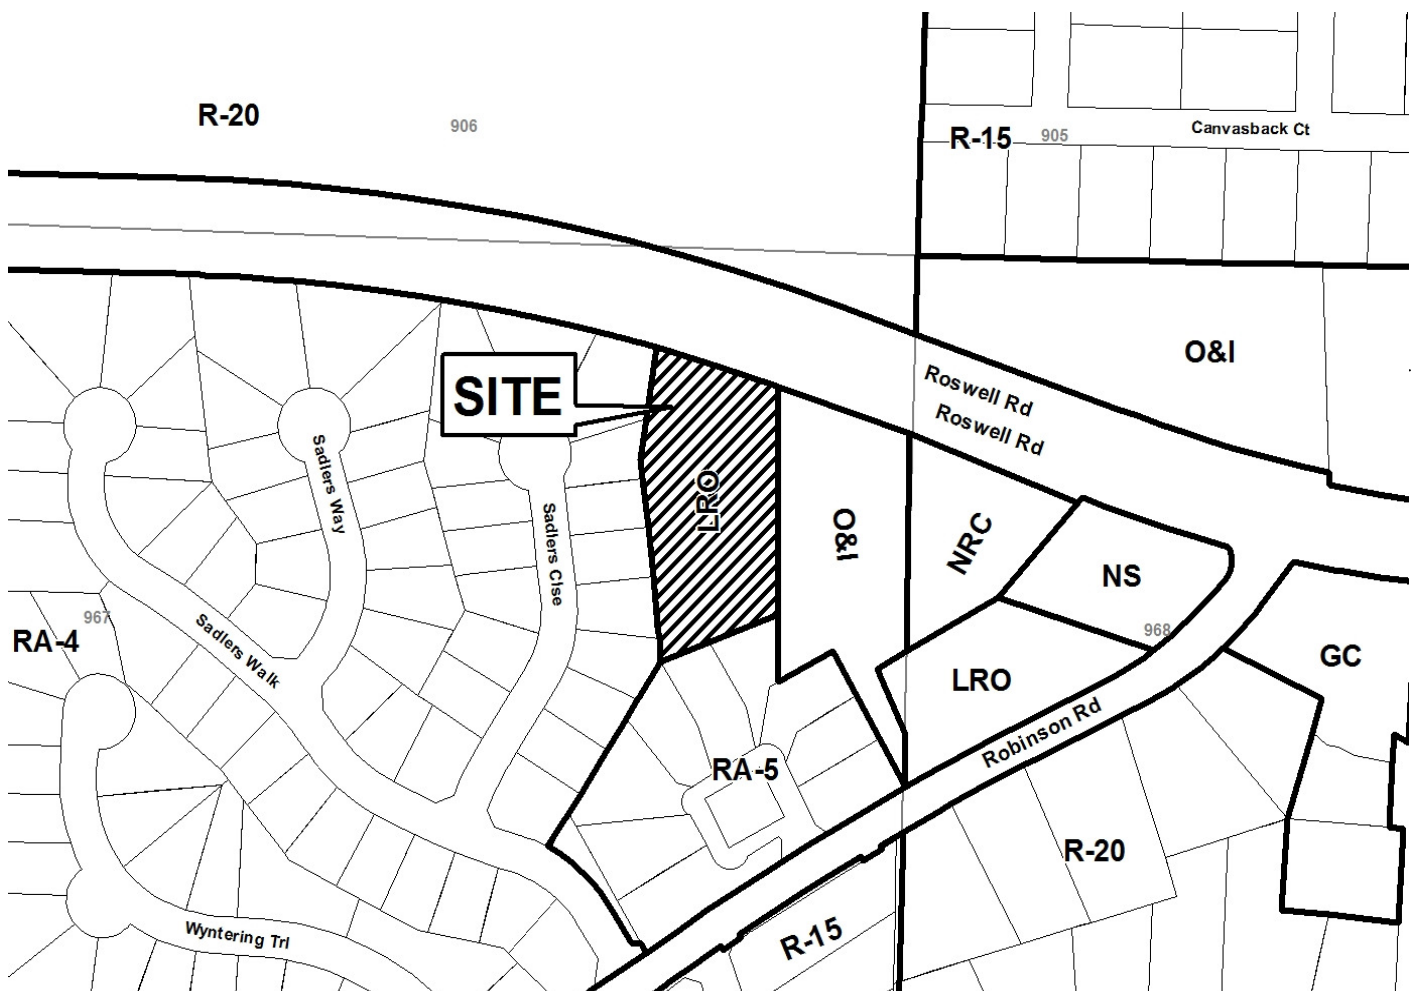 R-20
906
R-15
905
Canvasback Ct
O&I
Roswell Rd
Roswell Rd
SITE
LRO
O&I
NRC
NS
968
LRO
GC
Sadlers Way
Sadlers Clse
967
RA-4
Sadlers Walk
Robinson Rd
RA-5
R-20
Wyntering Trl
R-15